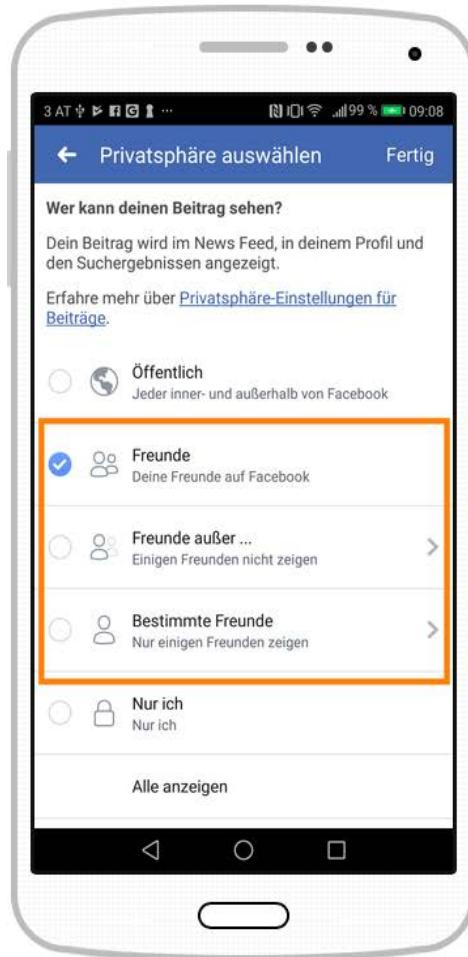 3 AT 99 % 09:08
Privatsphäre auswählen Fertig
Wer kann deinen Beitrag sehen?
Dein Beitrag wird im News Feed, in deinem Profil und
den Suchergebnissen angezeigt.
Erfahre mehr über Privatsphäre-Einstellungen für
Beiträge.
Öffentlich
Jeder inner- und außerhalb von Facebook
Freunde
Deine Freunde auf Facebook
Freunde außer ...
Einigen Freunden nicht zeigen
Bestimmte Freunde
Nur einigen Freunden zeigen
Nur ich
Nur ich
Alle anzeigen